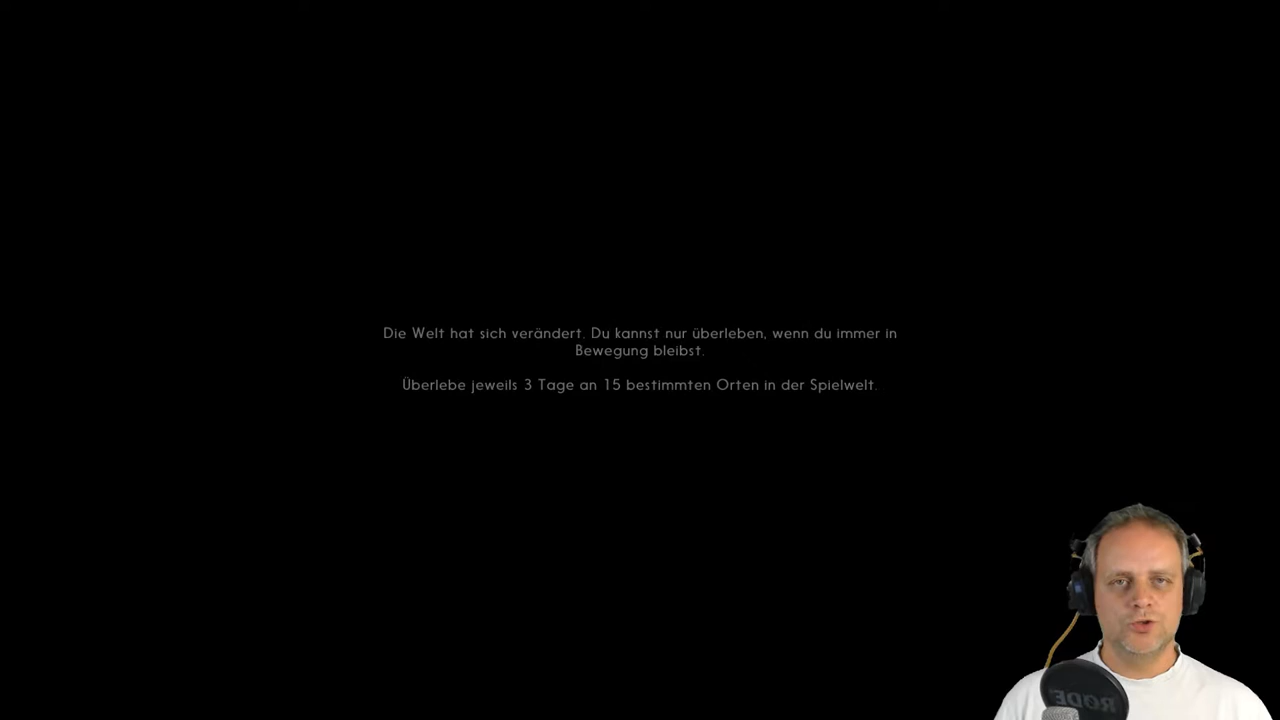 Die Welt hat sich verändert. Du kannst nur überleben, wenn du immer in
Bewegung bleibst.
Überlebe jeweils 3 Tage an 15 bestimmten Orten in der Spielwelt.
RØDE